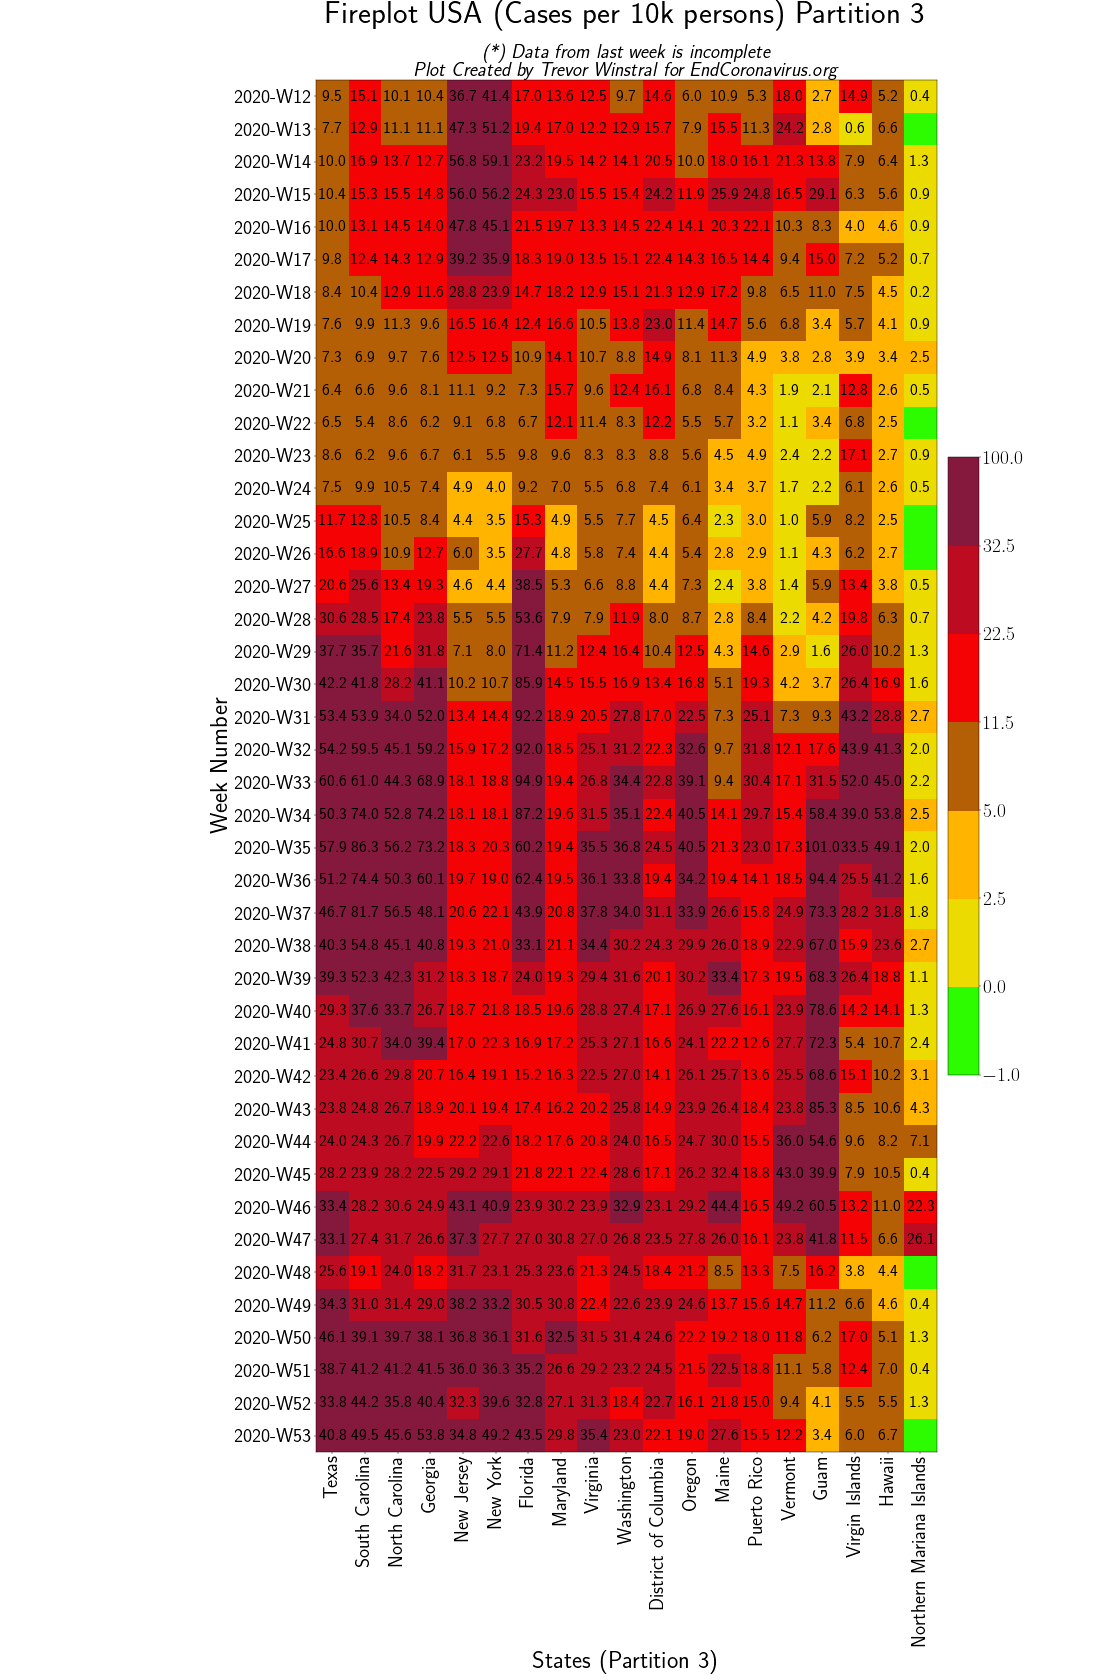 Fireplot USA (Cases per 10k persons) Partition 3
(*) Data from last week is incomplete
Plot Created by Trevor Winstral for EndCoronavirus.org
2020-W12 9.5 15.1 10.1 10.4 36.7 41.4 17.0 13.6 12.5 9.7 14.6 6.0 10.9 5.3 18.0 2.7 14.9 5.2 0.4
2020-W13 7.7 12.9 11.1 11.1 47.3 51.2 19.4 17.0 12.2 12.9 15.7 7.9 15.5 11.3 24.2 2.8 0.6 6.6
2020-W14 10.0 16.9 13.7 12.7 56.8 59.1 23.2 19.5 14.2 14.1 20.5 10.0 18.0 16.1 21.3 13.8 7.9 6.4 1.3
2020-W15 10.4 15.3 15.5 14.8 56.0 56.2 24.3 23.0 15.5 15.4 24.2 11.9 25.9 24.8 16.5 29.1 6.3 5.6 0.9
2020-W16 10.0 13.1 14.5 14.0 47.8 45.1 21.5 19.7 13.3 14.5 22.4 14.1 20.3 22.1 10.3 8.3 4.0 4.6 0.9
2020-W17 9.8 12.4 14.3 12.9 39.2 35.9 18.3 19.0 13.5 15.1 22.4 14.3 16.5 14.4 9.4 15.0 7.2 5.2 0.7
2020-W18 8.4 10.4 12.9 11.6 28.8 23.9 14.7 18.2 12.9 15.1 21.3 12.9 17.2 9.8 6.5 11.0 7.5 4.5 0.2
2020-W19 7.6 9.9 11.3 9.6 16.5 16.4 12.4 16.6 10.5 13.8 23.0 11.4 14.7 5.6 6.8 3.4 5.7 4.1 0.9
2020-W20 7.3 6.9 9.7 7.6 12.5 12.5 10.9 14.1 10.7 8.8 14.9 8.1 11.3 4.9 3.8 2.8 3.9 3.4 2.5
2020-W21 6.4 6.6 9.6 8.1 11.1 9.2 7.3 15.7 9.6 12.4 16.1 6.8 8.4 4.3 1.9 2.1 12.8 2.6 0.5
2020-W22 6.5 5.4 8.6 6.2 9.1 6.8 6.7 12.1 11.4 8.3 12.2 5.5 5.7 3.2 1.1 3.4 6.8 2.5
2020-W23 8.6 6.2 9.6 6.7 6.1 5.5 9.8 9.6 8.3 8.3 8.8 5.6 4.5 4.9 2.4 2.2 17.1 2.7 0.9
2020-W24 7.5 9.9 10.5 7.4 4.9 4.0 9.2 7.0 5.5 6.8 7.4 6.1 3.4 3.7 1.7 2.2 6.1 2.6 0.5
2020-W25 11.7 12.8 10.5 8.4 4.4 3.5 15.3 4.9 5.5 7.7 4.5 6.4 2.3 3.0 1.0 5.9 8.2 2.5
2020-W26 16.6 18.9 10.9 12.7 6.0 3.5 27.7 4.8 5.8 7.4 4.4 5.4 2.8 2.9 1.1 4.3 6.2 2.7
2020-W27 20.6 25.6 13.4 19.3 4.6 4.4 38.5 5.3 6.6 8.8 4.4 7.3 2.4 3.8 1.4 5.9 13.4 3.8 0.5
2020-W28 30.6 28.5 17.4 23.8 5.5 5.5 53.6 7.9 7.9 11.9 8.0 8.7 2.8 8.4 2.2 4.2 19.8 6.3 0.7
2020-W29 37.7 35.7 21.6 31.8 7.1 8.0 71.4 11.2 12.4 16.4 10.4 12.5 4.3 14.6 2.9 1.6 26.0 10.2 1.3
2020-W30 42.2 41.8 28.2 41.1 10.2 10.7 85.9 14.5 15.5 16.9 13.4 16.8 5.1 19.3 4.2 3.7 26.4 16.9 1.6
2020-W31 53.4 53.9 34.0 52.0 13.4 14.4 92.2 18.9 20.5 27.8 17.0 22.5 7.3 25.1 7.3 9.3 43.2 28.8 2.7
2020-W32 54.2 59.5 45.1 59.2 15.9 17.2 92.0 18.5 25.1 31.2 22.3 32.6 9.7 31.8 12.1 17.6 43.9 41.3 2.0
2020-W33 60.6 61.0 44.3 68.9 18.1 18.8 94.9 19.4 26.8 34.4 22.8 39.1 9.4 30.4 17.1 31.5 52.0 45.0 2.2
2020-W34 50.3 74.0 52.8 74.2 18.1 18.1 87.2 19.6 31.5 35.1 22.4 40.5 14.1 29.7 15.4 58.4 39.0 53.8 2.5
2020-W35 57.9 86.3 56.2 73.2 18.3 20.3 60.2 19.4 35.5 36.8 24.5 40.5 21.3 23.0 17.3 101.0 33.5 49.1 2.0
2020-W36 51.2 74.4 50.3 60.1 19.7 19.0 62.4 19.5 36.1 33.8 19.4 34.2 19.4 14.1 18.5 94.4 25.5 41.2 1.6
2020-W37 46.7 81.7 56.5 48.1 20.6 22.1 43.9 20.8 37.8 34.0 31.1 33.9 26.6 15.8 24.9 73.3 28.2 31.8 1.8
2020-W38 40.3 54.8 45.1 40.8 19.3 21.0 33.1 21.1 34.4 30.2 24.3 29.9 26.0 18.9 22.9 67.0 15.9 23.6 2.7
2020-W39 39.3 52.3 42.3 31.2 18.3 18.7 24.0 19.3 29.4 31.6 20.1 30.2 33.4 17.3 19.5 68.3 26.4 18.8 1.1
2020-W40 29.3 37.6 33.7 26.7 18.7 21.8 18.5 19.6 28.8 27.4 17.1 26.9 27.6 16.1 23.9 78.6 14.2 14.1 1.3
2020-W41 24.8 30.7 34.0 39.4 17.0 22.3 16.9 17.2 25.3 27.1 16.6 24.1 22.2 12.6 27.7 72.3 5.4 10.7 2.4
2020-W42 23.4 26.6 29.8 20.7 16.4 19.1 15.2 16.3 22.5 27.0 14.1 26.1 25.7 13.6 25.5 68.6 15.1 10.2 3.1
2020-W43 23.8 24.8 26.7 18.9 20.1 19.4 17.4 16.2 20.2 25.8 14.9 23.9 26.4 18.4 23.8 85.3 8.5 10.6 4.3
2020-W44 24.0 24.3 26.7 19.9 22.2 22.6 18.2 17.6 20.8 24.0 16.5 24.7 30.0 15.5 36.0 54.6 9.6 8.2 7.1
2020-W45 28.2 23.9 28.2 22.5 29.2 29.1 21.8 22.1 22.4 28.6 17.1 26.2 32.4 18.8 43.0 39.9 7.9 10.5 0.4
2020-W46 33.4 28.2 30.6 24.9 43.1 40.9 23.9 30.2 23.9 32.9 23.1 29.2 44.4 16.5 49.2 60.5 13.2 11.0 22.3
2020-W47 33.1 27.4 31.7 26.6 37.3 27.7 27.0 30.8 27.0 26.8 23.5 27.8 26.0 16.1 23.8 41.8 11.5 6.6 26.1
2020-W48 25.6 19.1 24.0 18.2 31.7 23.1 25.3 23.6 21.3 24.5 18.4 21.2 8.5 13.3 7.5 16.2 3.8 4.4
2020-W49 34.3 31.0 31.4 29.0 38.2 33.2 30.5 30.8 22.4 22.6 23.9 24.6 13.7 15.6 14.7 11.2 6.6 4.6 0.4
2020-W50 46.1 39.1 39.7 38.1 36.8 36.1 31.6 32.5 31.5 31.4 24.6 22.2 19.2 18.0 11.8 6.2 17.0 5.1 1.3
2020-W51 38.7 41.2 41.2 41.5 36.0 36.3 35.2 26.6 29.2 23.2 24.5 21.5 22.5 18.8 11.1 5.8 12.4 7.0 0.4
2020-W52 33.8 44.2 35.8 40.4 32.3 39.6 32.8 27.1 31.3 18.4 22.7 16.1 21.8 15.0 9.4 4.1 5.5 5.5 1.3
2020-W53 40.8 49.5 45.6 53.8 34.8 49.2 43.5 29.8 35.4 23.0 22.1 19.0 27.6 15.5 12.2 3.4 6.0 6.7
Week Number
Texas
South Carolina
North Carolina
Georgia
New Jersey
New York
Florida
Maryland
Virginia
Washington
District of Columbia
Oregon
Maine
Puerto Rico
Vermont
Guam
Virgin Islands
Hawaii
Northern Mariana Islands
States (Partition 3)
100.0
32.5
22.5
11.5
5.0
2.5
0.0
−1.0